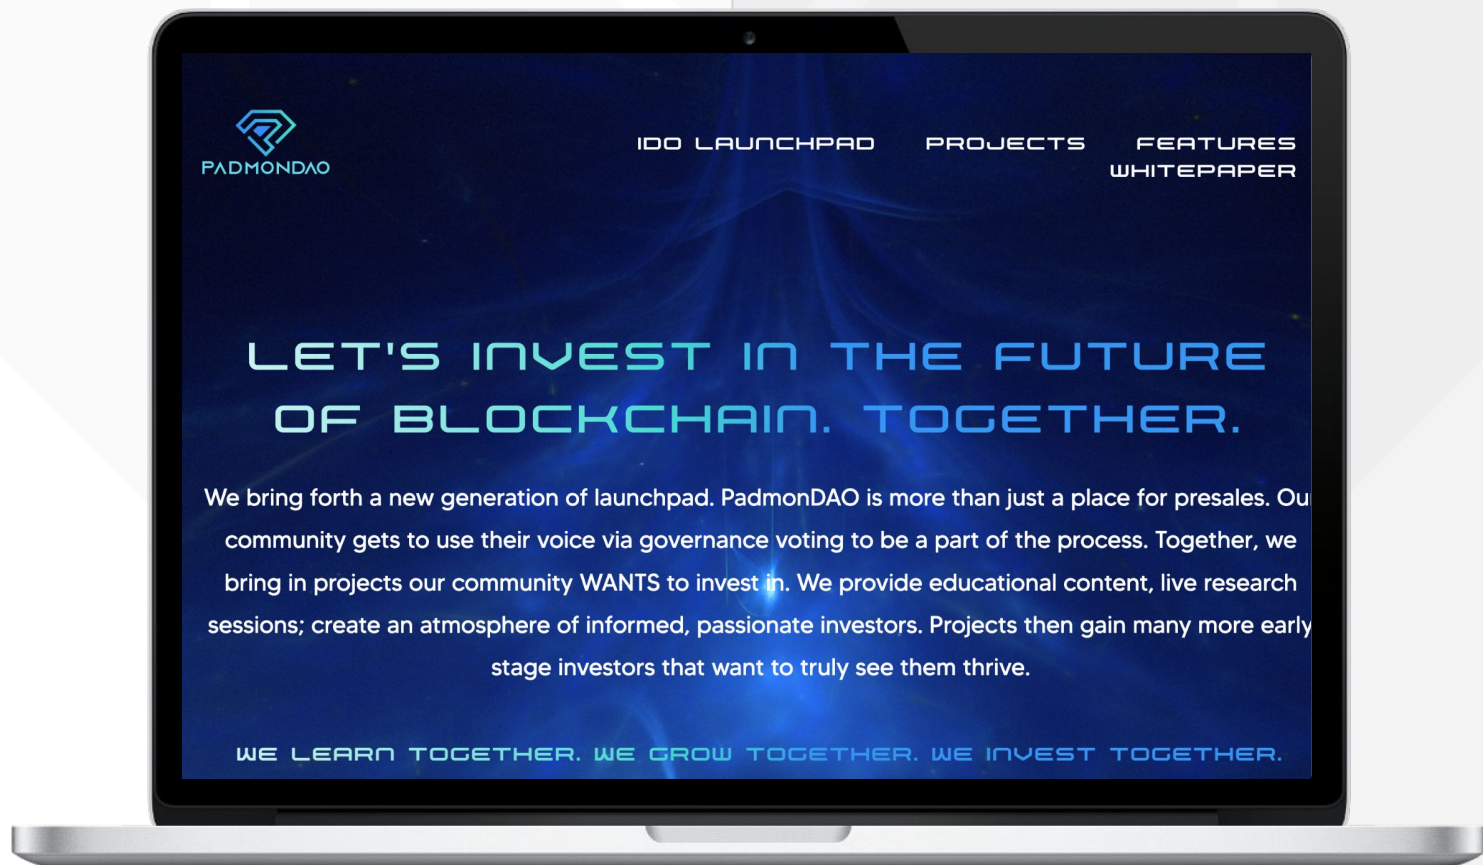 PADMONDAO
IDO LAUNCHPAD PROJECTS FEATURES
WHITEPAPER
LET'S INVEST IN THE FUTURE
OF BLOCKCHAIN. TOGETHER.
We bring forth a new generation of launchpad. PadmonDAO is more than just a place for presales. Our
community gets to use their voice via governance voting to be a part of the process. Together, we
bring in projects our community WANTS to invest in. We provide educational content, live research
sessions; create an atmosphere of informed, passionate investors. Projects then gain many more early
stage investors that want to truly see them thrive.
WE LEARN TOGETHER. WE GROW TOGETHER. WE INVEST TOGETHER.